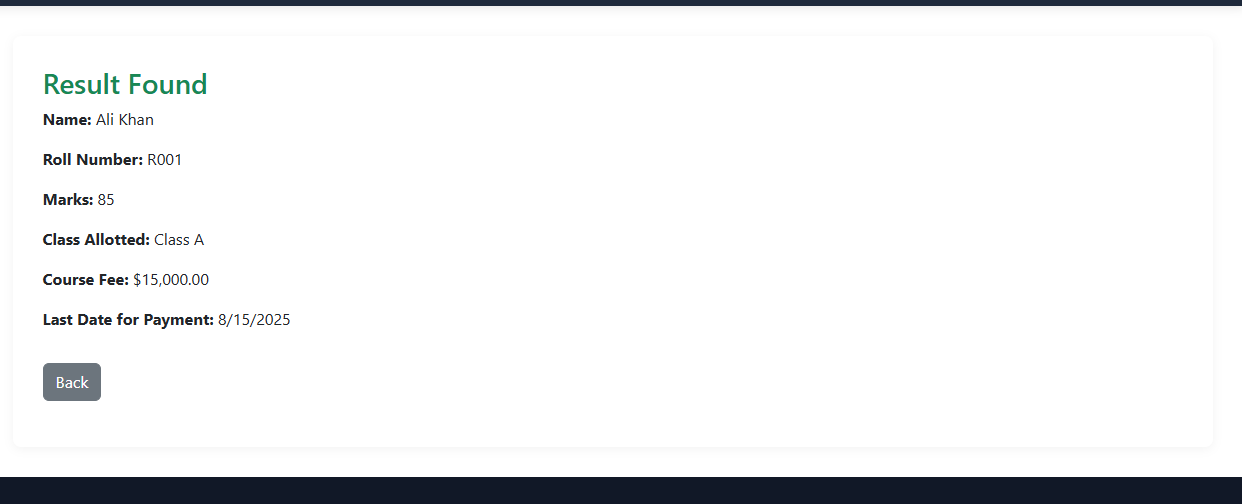 Result Found
Name: Ali Khan
Roll Number: R001
Marks: 85
Class Allotted: Class A
Course Fee: $15,000.00
Last Date for Payment: 8/15/2025
Back